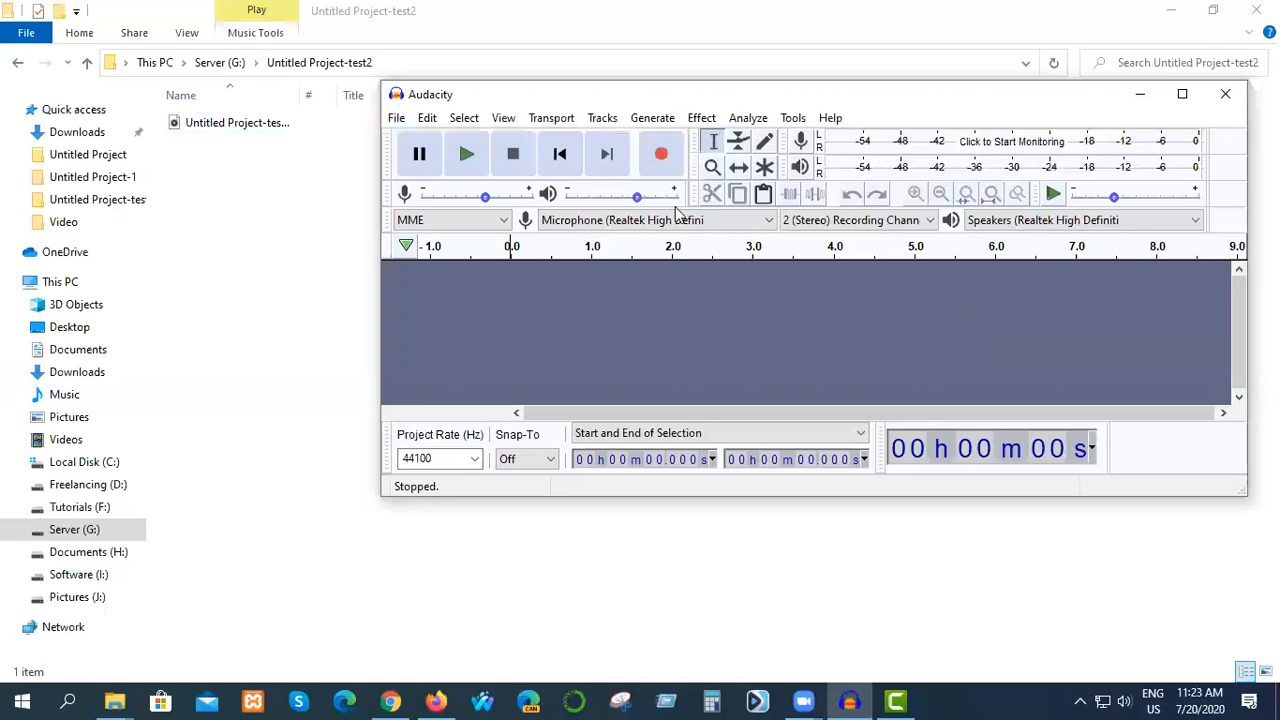 Play
Untitled Project-test2
File
Home
Share
View
Music Tools
This PC
Server (G:)
Untitled Project-test2
Search Untitled Project-test2
Name
#
Title
Quick access
Downloads
Untitled Project
Untitled Project-1
Untitled Project-tes
Video
OneDrive
This PC
3D Objects
Desktop
Documents
Downloads
Music
Pictures
Videos
Local Disk (C:)
Freelancing (D:)
Tutorials (F:)
Server (G:)
Documents (H:)
Software (I:)
Pictures (J:)
Network
Untitled Project-tes...
Audacity
File Edit Select View Transport Tracks Generate Effect Analyze Tools Help
L
R
-54 -48 -42 Click to Start Monitoring -18 -12 -6 0
L
R
-54 -48 -42 -36 -30 -24 -18 -12 -6 0
MME
Microphone (Realtek High Defini
2 (Stereo) Recording Chann
Speakers (Realtek High Definiti
- 1.0 0.0 1.0 2.0 3.0 4.0 5.0 6.0 7.0 8.0 9.0
Project Rate (Hz)
Snap-To
Start and End of Selection
44100
Off
00 h 00 m 00.000 s
00 h 00 m 00.000 s
00 h 00 m 00 s
Stopped.
1 item
CAN
ENG
US
11:23 AM
7/20/2020